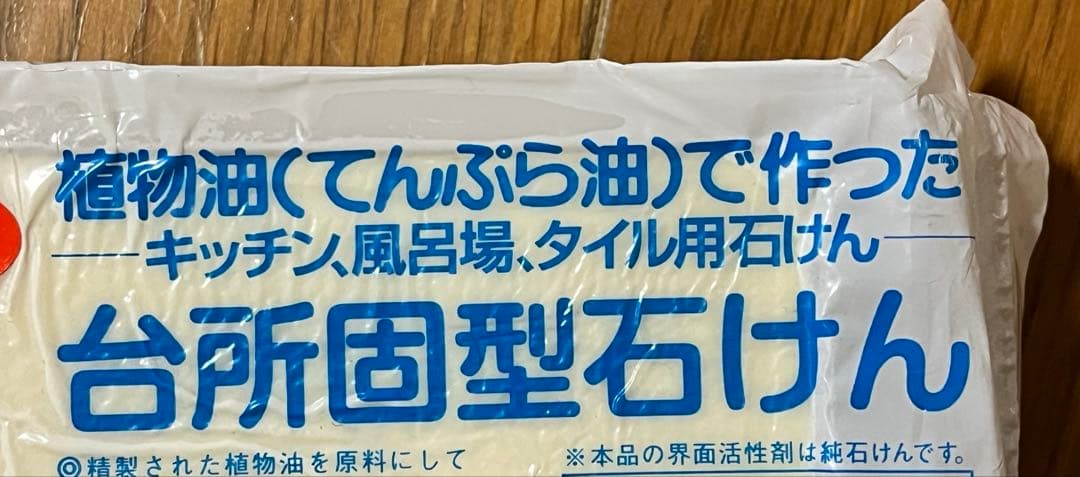 植物油(てんぷら油)で作った
キッチン、風呂場、タイル用石けん
台所固型石けん
◎精製された植物油を原料にして
※本品の界面活性剤は純石けんです。